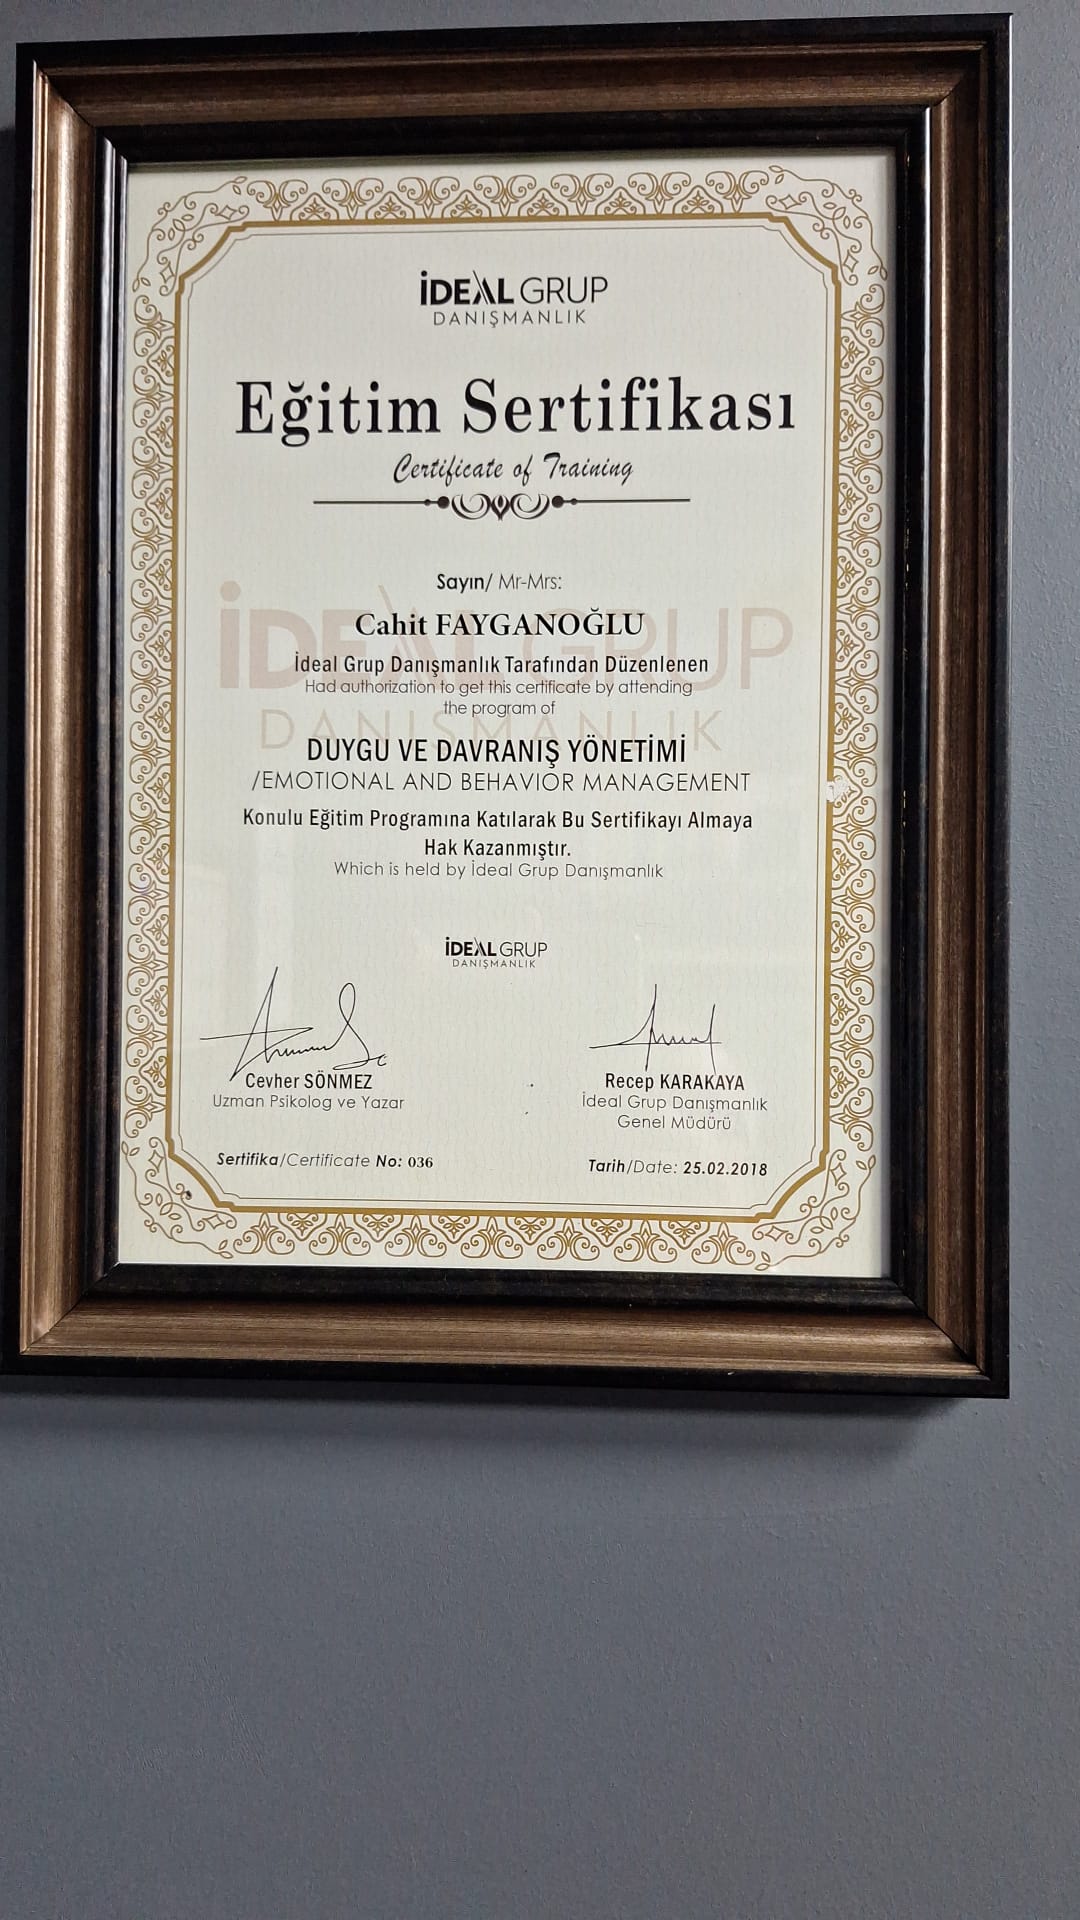 İDEAL GRUP
DANIŞMANLIK
Eğitim Sertifikası
Certificate of Training
Sayın/ Mr-Mrs:
Cahit FAYGANOĞLU
İdeal Grup Danışmanlık Tarafından Düzenlenen
Had authorization to get this certificate by attending
the program of
İDEAL GRUP
DANIŞMANLIK
DUYGU VE DAVRANIŞ YÖNETİMİ
/EMOTIONAL AND BEHAVIOR MANAGEMENT
Konulu Eğitim Programına Katılarak Bu Sertifikayı Almaya
Hak Kazanmıştır.
Which is held by İdeal Grup Danışmanlık
İDEAL GRUP
DANIŞMANLIK
Cevher SÖNMEZ
Uzman Psikolog ve Yazar
Recep KARAKAYA
İdeal Grup Danışmanlık
Genel Müdürü
Sertifika/Certificate No: 036
Tarih/Date: 25.02.2018